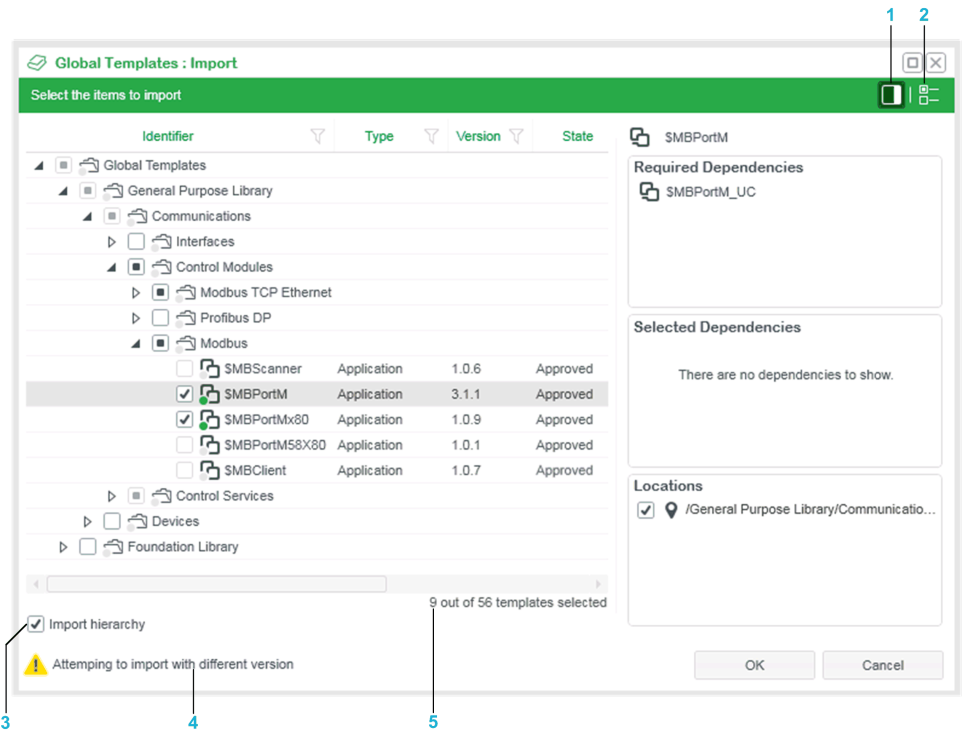 1 2
Global Templates : Import
Select the items to import
Identifier Type Version State
Global Templates
General Purpose Library
Communications
Interfaces
Control Modules
Modbus TCP Ethernet
Profibus DP
Modbus
$MBScanner Application 1.0.6 Approved
$MBPortM Application 3.1.1 Approved
$MBPortMx80 Application 1.0.9 Approved
$MBPortM58X80 Application 1.0.1 Approved
$MBClient Application 1.0.7 Approved
Control Services
Devices
Foundation Library
9 out of 56 templates selected
Import hierarchy
Attemping to import with different version
$MBPortM
Required Dependencies
$MBPortM_UC
Selected Dependencies
There are no dependencies to show.
Locations
/General Purpose Library/Communicatio...
OK Cancel
3 4 5